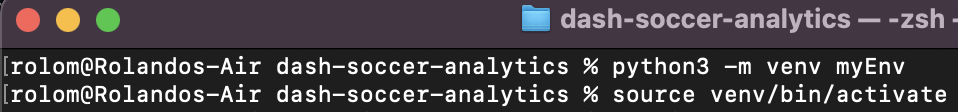 dash-soccer-analytics — -zsh -
[rolom@Rolandos-Air dash-soccer-analytics % python3 -m venv myEnv
[rolom@Rolandos-Air dash-soccer-analytics % source venv/bin/activate